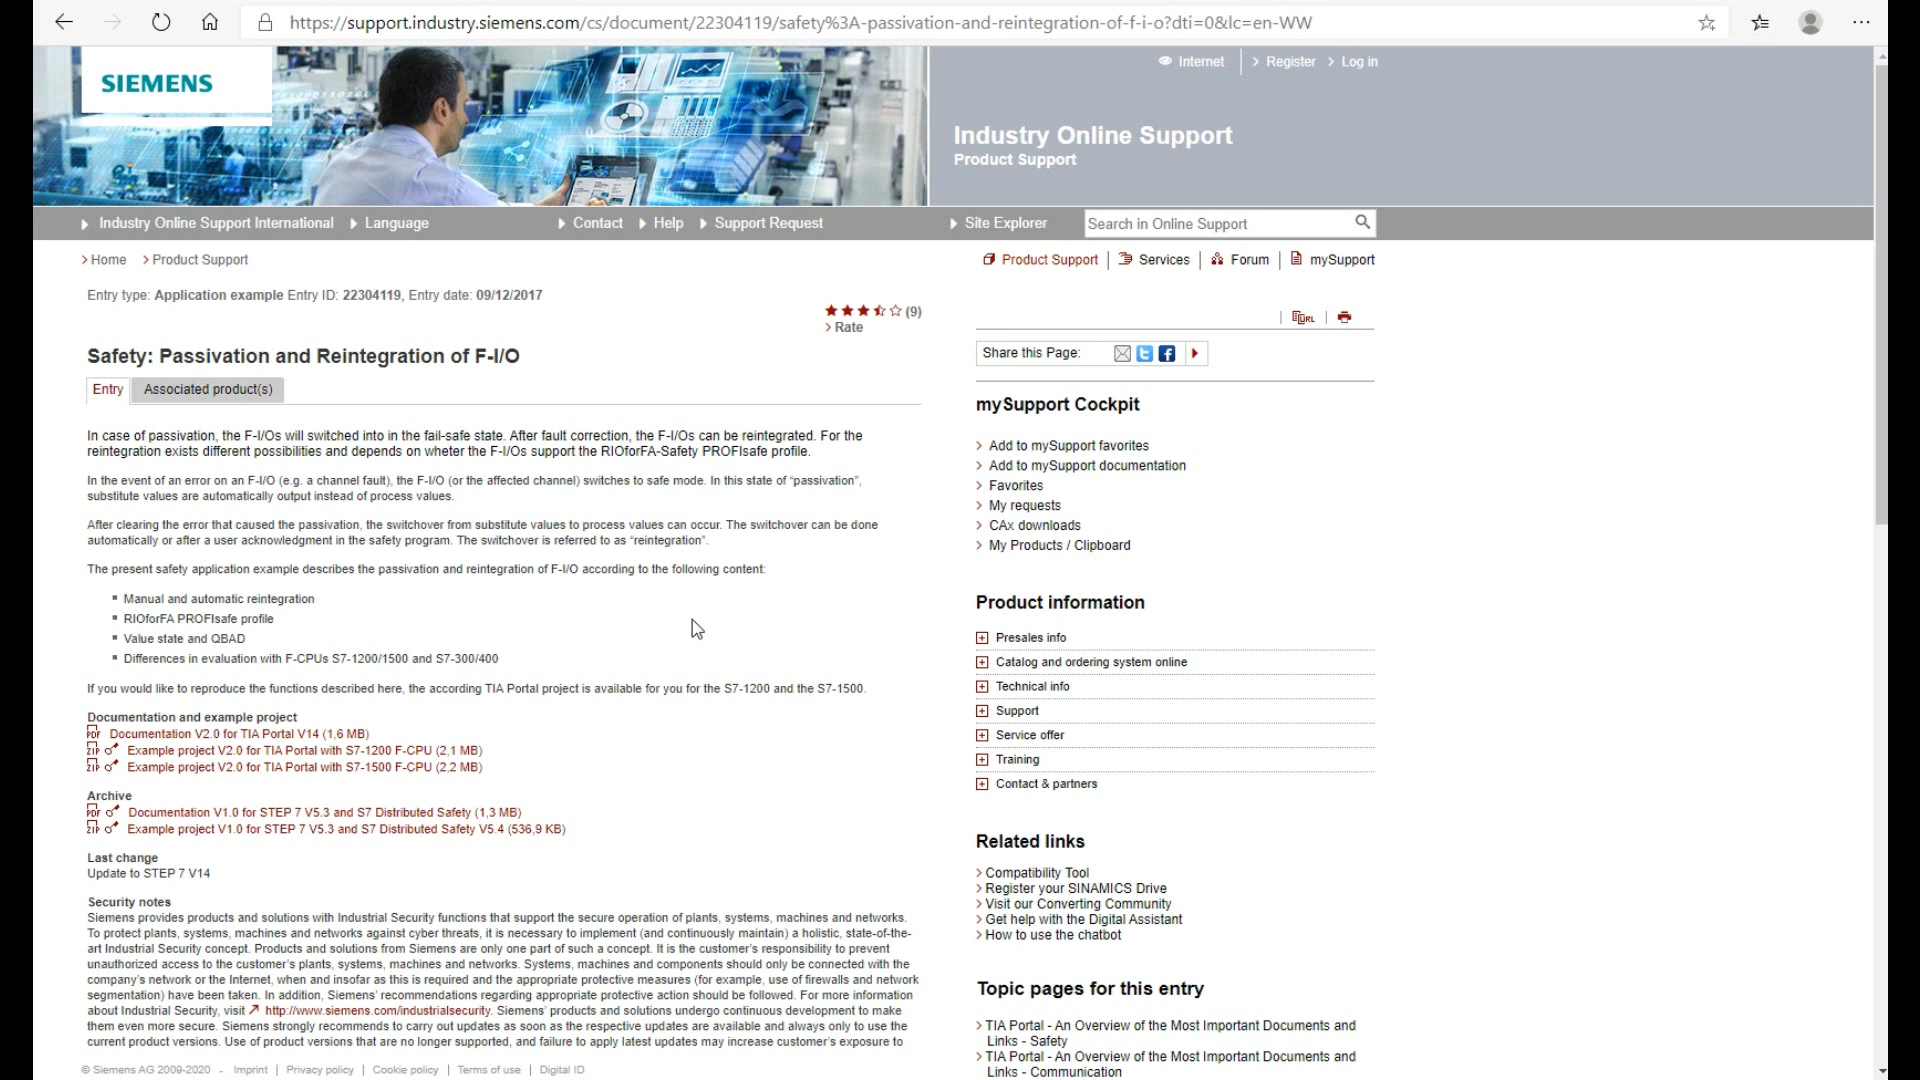 https://support.industry.siemens.com/cs/document/22304119/safety%3A-passivation-and-reintegration-of-f-i-o?dti=0&lc=en-WW
SIEMENS
Internet
> Register > Log in
Industry Online Support
Product Support
Industry Online Support International
Language
Contact
Help
Support Request
Site Explorer
Search in Online Support
> Home > Product Support
Product Support
Services
Forum
mySupport
Entry type: Application example Entry ID: 22304119, Entry date: 09/12/2017
(9)
> Rate
URL
Safety: Passivation and Reintegration of F-I/O
Share this Page:
Entry
Associated product(s)
In case of passivation, the F-I/Os will switched into in the fail-safe state. After fault correction, the F-I/Os can be reintegrated. For the
reintegration exists different possibilities and depends on wheter the F-I/Os support the RIOforFA-Safety PROFIsafe profile.
In the event of an error on an F-I/O (e.g. a channel fault), the F-I/O (or the affected channel) switches to safe mode. In this state of "passivation",
substitute values are automatically output instead of process values.
After clearing the error that caused the passivation, the switchover from substitute values to process values can occur. The switchover can be done
automatically or after a user acknowledgment in the safety program. The switchover is referred to as "reintegration".
The present safety application example describes the passivation and reintegration of F-I/O according to the following content:
Manual and automatic reintegration
RIOforFA PROFIsafe profile
Value state and QBAD
Differences in evaluation with F-CPUs S7-1200/1500 and S7-300/400
If you would like to reproduce the functions described here, the according TIA Portal project is available for you for the S7-1200 and the S7-1500.
Documentation and example project
PDF Documentation V2.0 for TIA Portal V14 (1,6 MB)
ZIP Example project V2.0 for TIA Portal with S7-1200 F-CPU (2,1 MB)
ZIP Example project V2.0 for TIA Portal with S7-1500 F-CPU (2,2 MB)
Archive
PDF Documentation V1.0 for STEP 7 V5.3 and S7 Distributed Safety (1,3 MB)
ZIP Example project V1.0 for STEP 7 V5.3 and S7 Distributed Safety V5.4 (536,9 KB)
Last change
Update to STEP 7 V14
Security notes
Siemens provides products and solutions with Industrial Security functions that support the secure operation of plants, systems, machines and networks.
To protect plants, systems, machines and networks against cyber threats, it is necessary to implement (and continuously maintain) a holistic, state-of-the-
art Industrial Security concept. Products and solutions from Siemens are only one part of such a concept. It is the customer's responsibility to prevent
unauthorized access to the customer's plants, systems, machines and networks. Systems, machines and components should only be connected with the
company's network or the Internet, when and insofar as this is required and the appropriate protective measures (for example, use of firewalls and network
segmentation) have been taken. In addition, Siemens' recommendations regarding appropriate protective action should be followed. For more information
about Industrial Security, visit http://www.siemens.com/industrialsecurity. Siemens' products and solutions undergo continuous development to make
them even more secure. Siemens strongly recommends to carry out updates as soon as the respective updates are available and always only to use the
current product versions. Use of product versions that are no longer supported, and failure to apply latest updates may increase customer's exposure to
mySupport Cockpit
> Add to mySupport favorites
> Add to mySupport documentation
> Favorites
> My requests
> CAx downloads
> My Products / Clipboard
Product information
Presales info
Catalog and ordering system online
Technical info
Support
Service offer
Training
Contact & partners
Related links
> Compatibility Tool
> Register your SINAMICS Drive
> Visit our Converting Community
> Get help with the Digital Assistant
> How to use the chatbot
Topic pages for this entry
> TIA Portal - An Overview of the Most Important Documents and
Links - Safety
> TIA Portal - An Overview of the Most Important Documents and
Links - Communication
© Siemens AG 2009-2020 - Imprint | Privacy policy | Cookie policy | Terms of use | Digital ID